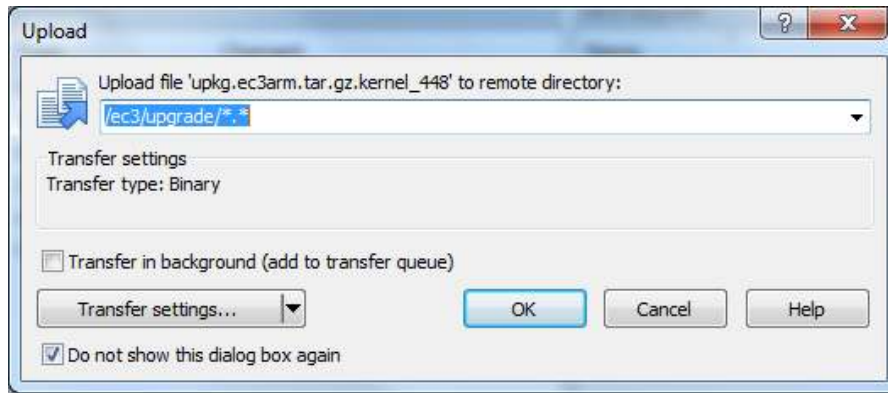 Upload
Upload file 'upkg.ec3arm.tar.gz.kernel_448' to remote directory:
/ec3/upgrade/*.*
Transfer settings
Transfer type: Binary
Transfer in background (add to transfer queue)
Transfer settings...
OK
Cancel
Help
Do not show this dialog box again